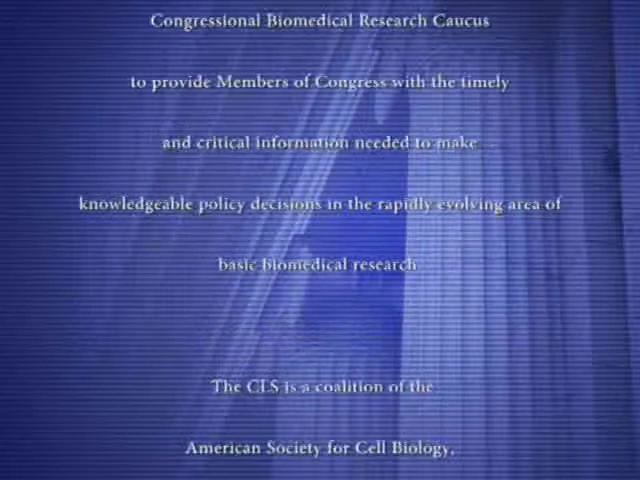 Congressional Biomedical Research Caucus
to provide Members of Congress with the timely
and critical information needed to make
knowledgeable policy decisions in the rapidly evolving area of
basic biomedical research
The CLS is a coalition of the
American Society for Cell Biology,